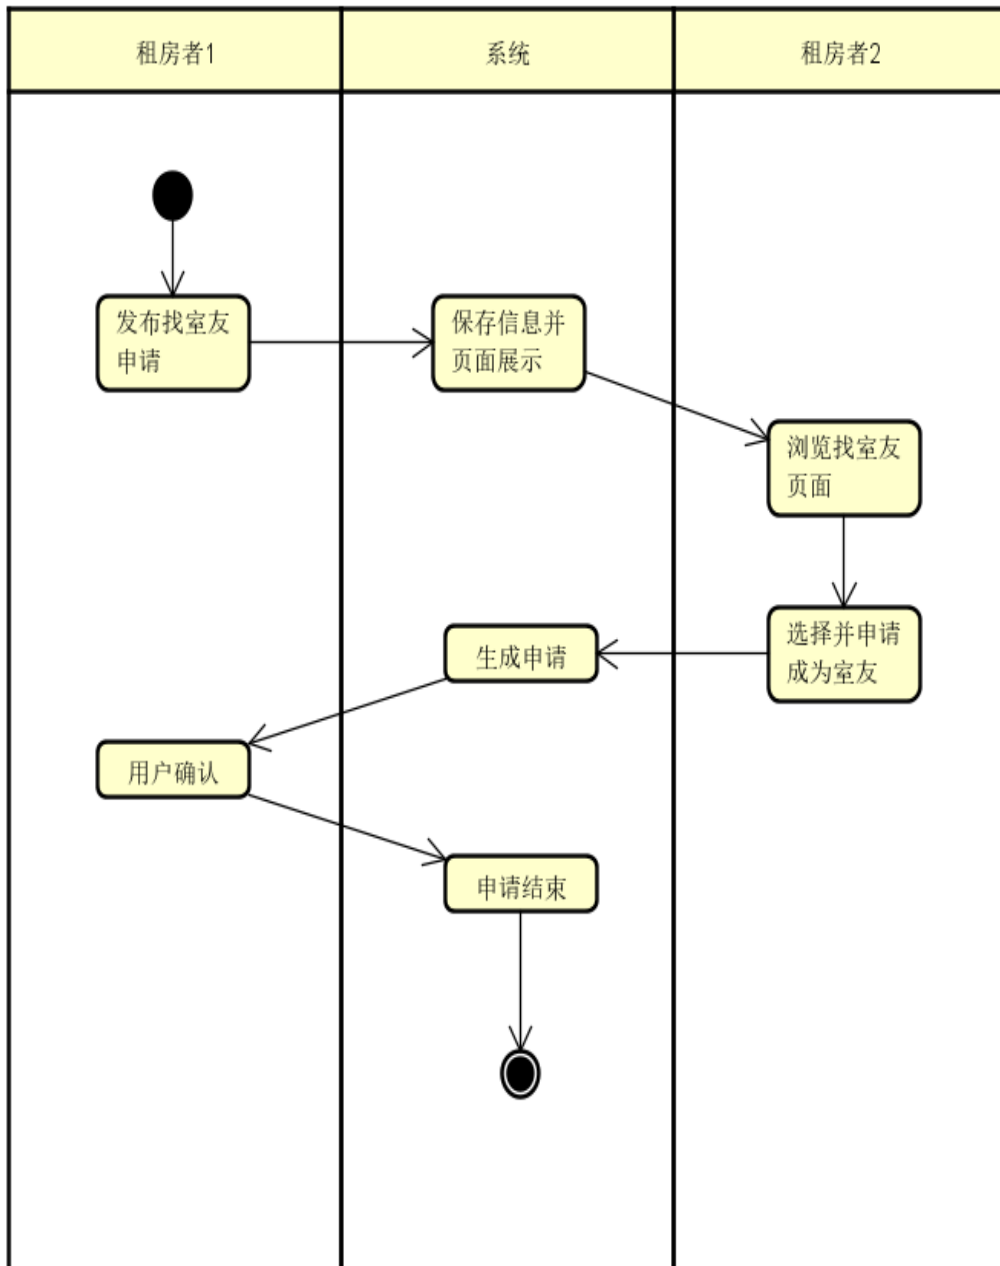 租房者1
系统
租房者2
发布找室友
申请
保存信息并
页面展示
浏览找室友
页面
选择并申请
成为室友
生成申请
用户确认
申请结束